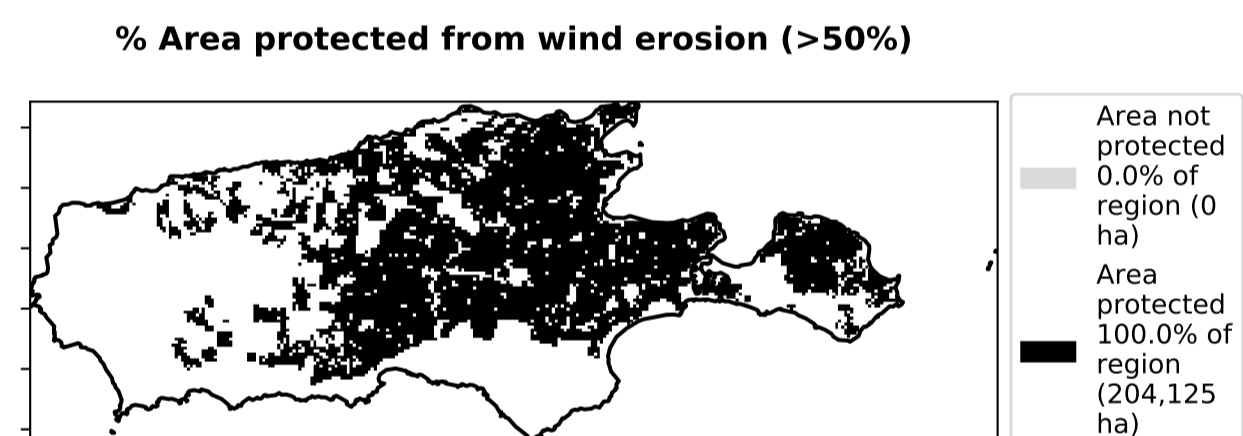 % Area protected from wind erosion (>50%)
Area not
protected
0.0% of
region (0
ha)
Area
protected
100.0% of
region
(204,125
ha)